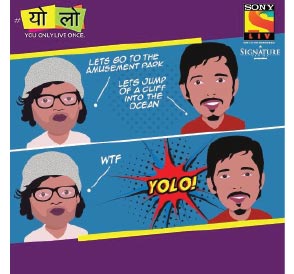 #यो लो
YOU ONLY LIVE ONCE.
SONY
LIV
SIGNATURE
LETS GO TO THE
AMUSEMENT PARK
LETS JUMP
OF A CLIFF
INTO THE
OCEAN
WTF
YOLO!